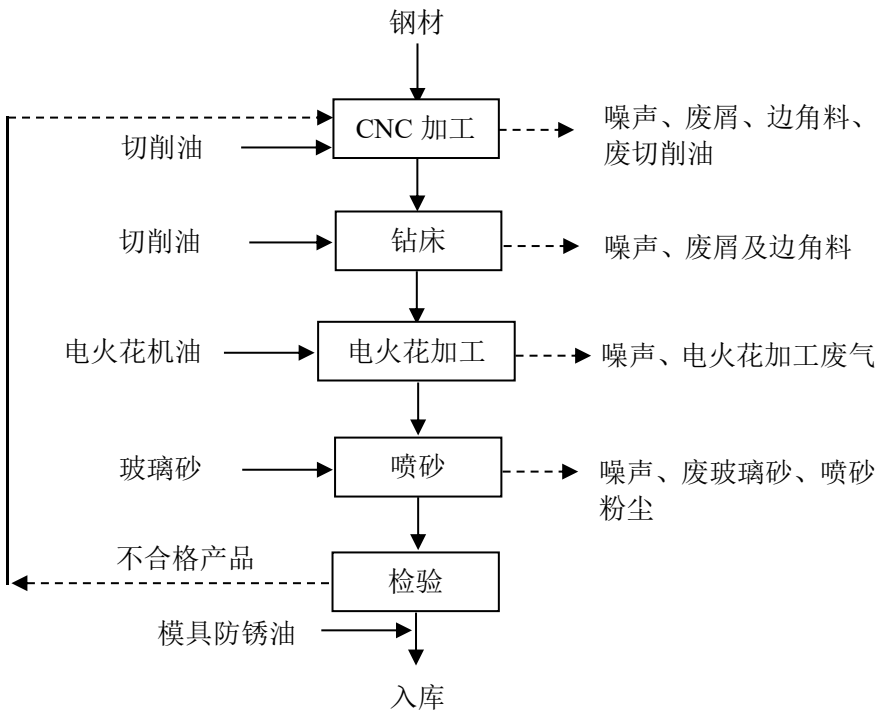 钢材
CNC 加工
噪声、废屑、边角料、
废切削油
切削油
切削油
钻床
噪声、废屑及边角料
电火花机油
电火花加工
噪声、电火花加工废气
玻璃砂
喷砂
噪声、废玻璃砂、喷砂
粉尘
不合格产品
检验
模具防锈油
入库